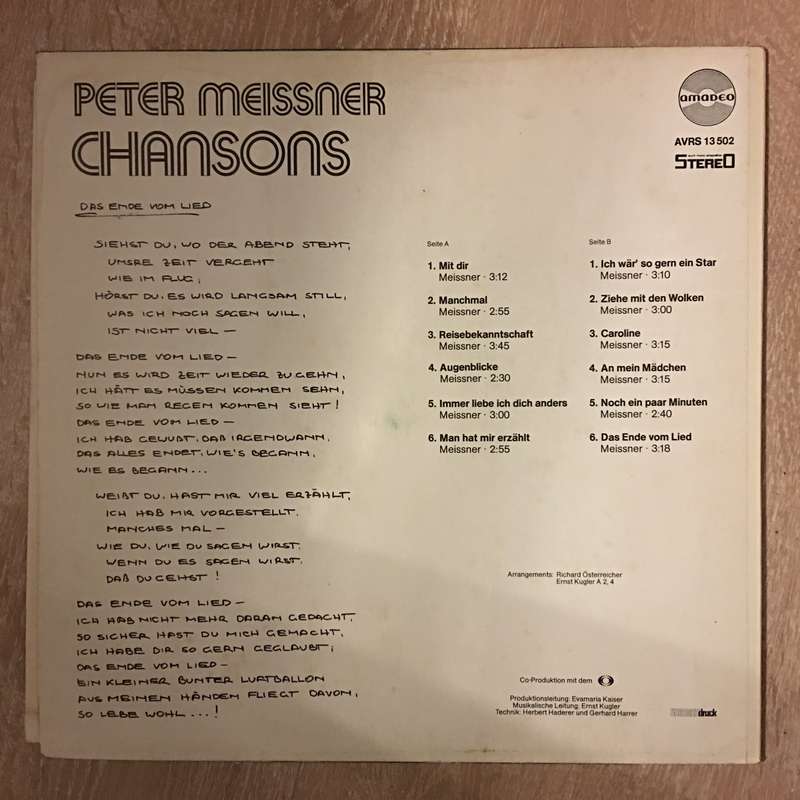 PETER MEISSNER
CHANSONS
amadeo
AVRS 13 502
STEREO
DAS ENDE VOM LIED
SIEHST DU, WO DER ABEND STEHT,
UNSRE ZEIT VERGEHT
WIE IM FLUG,
HÖRST DU, ES WIRD LANGSAM STILL,
WAS ICH NOCH SAGEN WILL,
IST NICHT VIEL –
DAS ENDE VOM LIED –
NUN ES WIRD ZEIT WIEDER ZU GEHN,
ICH HÄTT ES MÜSSEN KOMMEN SEHN,
SO WIE MAN REGEN KOMMEN SIEHT!
DAS ENDE VOM LIED –
ICH HAB GEWUßT, DAß IRGENDWANN,
DAS ALLES ENDET, WIE'S BEGANN,
WIE ES BEGANN...
WEIßT DU, HAST MIR VIEL ERZÄHLT,
ICH HAB MIR VORGESTELLT,
MANCHES MAL –
WIE DU, WIE DU SAGEN WIRST,
WENN DU ES SAGEN WIRST,
DAß DU GEHST!
DAS ENDE VOM LIED –
ICH HAB NICHT MEHR DARAN GEDACHT,
SO SICHER HAST DU MICH GEMACHT,
ICH HABE DIR SO GERN GEGLAUBT;
DAS ENDE VOM LIED –
EIN KLEINER BUNTER LUFTBALLON
AUS MEINEN HÄNDEN FLIEGT DAVON,
SO LEBE WOHL...!
Seite A
1. Mit dir
Meissner · 3:12
2. Manchmal
Meissner · 2:55
3. Reisebekanntschaft
Meissner · 3:45
4. Augenblicke
Meissner · 2:30
5. Immer liebe ich dich anders
Meissner · 3:00
6. Man hat mir erzählt
Meissner · 2:55
Seite B
1. Ich wär' so gern ein Star
Meissner · 3:10
2. Ziehe mit den Wolken
Meissner · 3:00
3. Caroline
Meissner · 3:15
4. An mein Mädchen
Meissner · 3:15
5. Noch ein paar Minuten
Meissner · 2:40
6. Das Ende vom Lied
Meissner · 3:18
Arrangements: Richard Österreicher
Ernst Kugler A 2, 4
Co-Produktion mit dem
Produktionsleitung: Evamaria Kaiser
Musikalische Leitung: Ernst Kugler
Technik: Herbert Haderer und Gerhard Harrer
druck